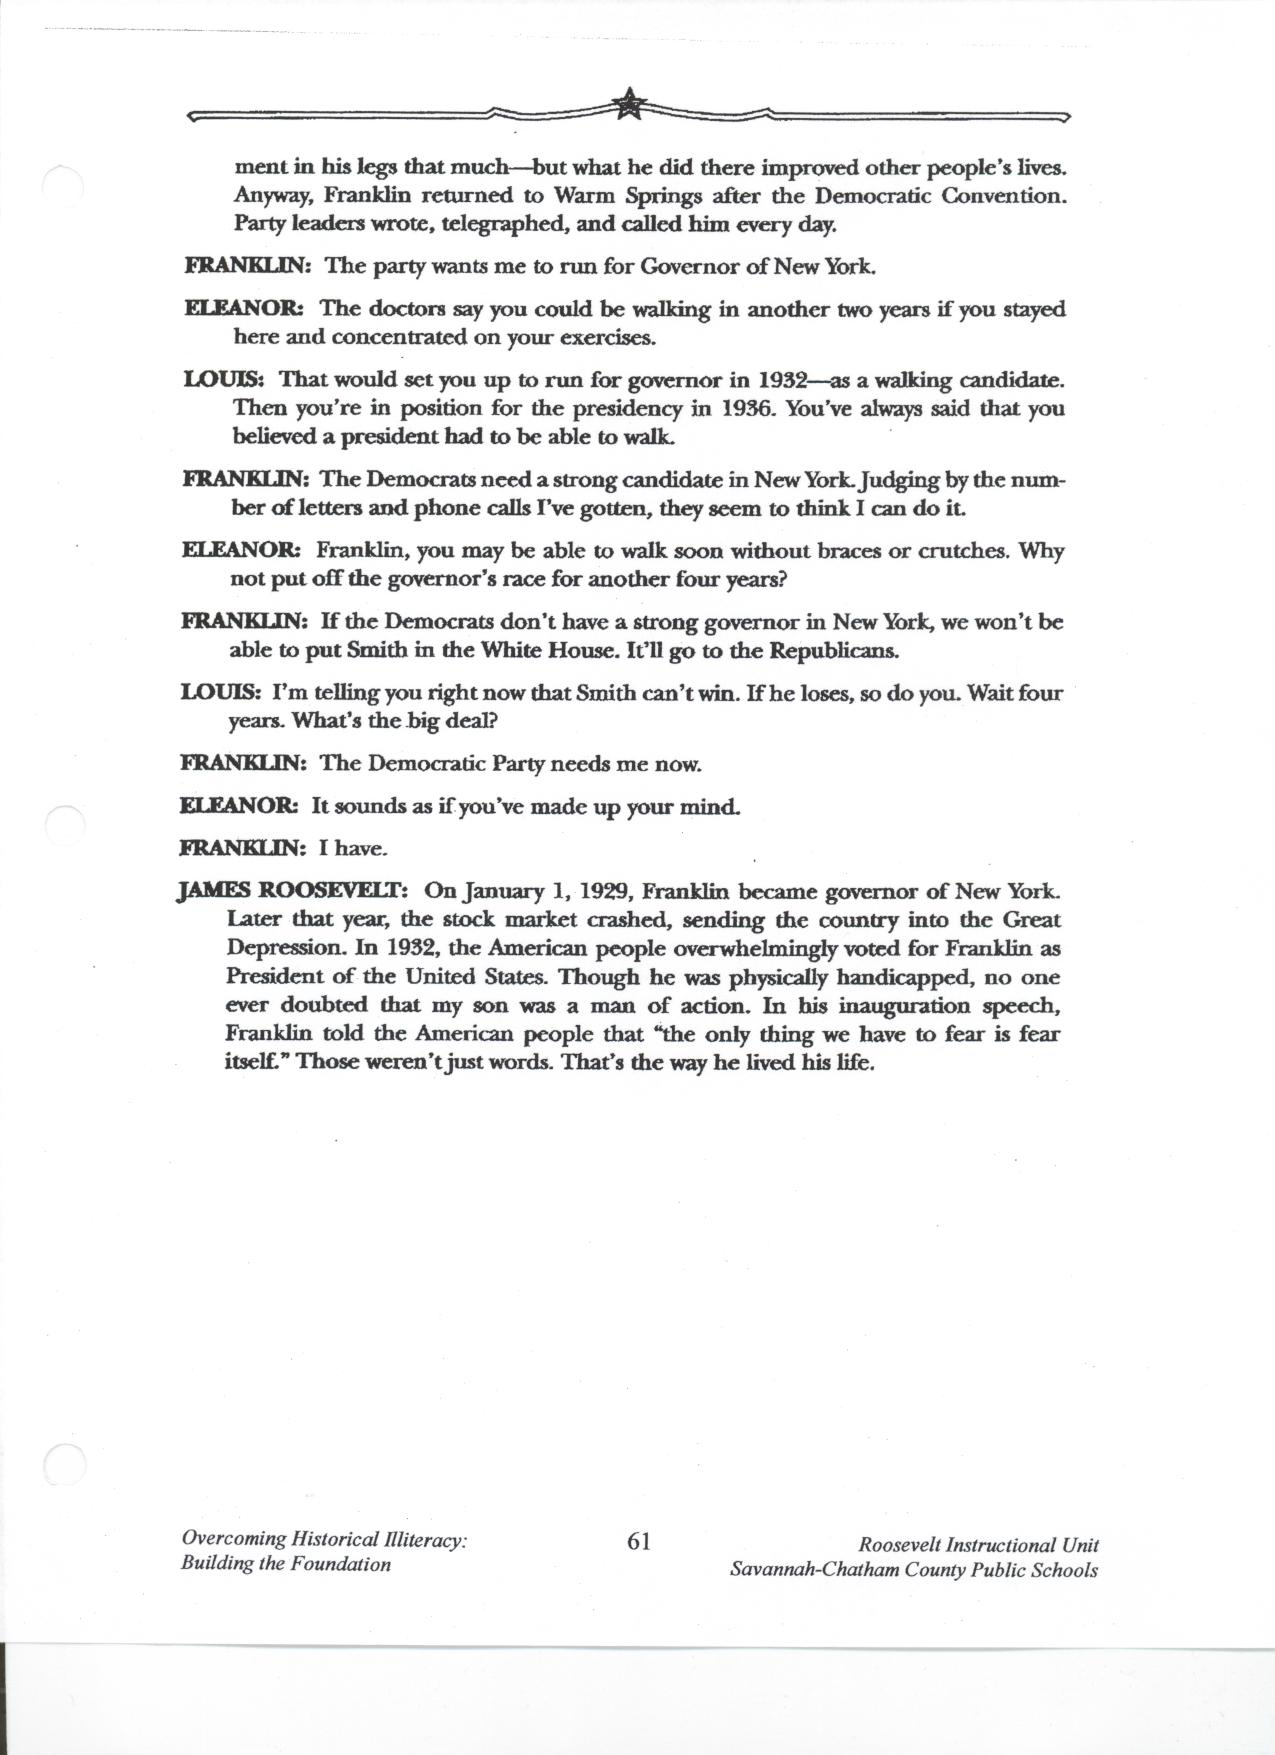 ment in his legs that much—but what he did there improved other people's lives.
Anyway, Franklin returned to Warm Springs after the Democratic Convention.
Party leaders wrote, telegraphed, and called him every day.
FRANKLIN: The party wants me to run for Governor of New York.
ELEANOR: The doctors say you could be walking in another two years if you stayed
here and concentrated on your exercises.
LOUIS: That would set you up to run for governor in 1932—as a walking candidate.
Then you're in position for the presidency in 1936. You've always said that you
believed a president had to be able to walk.
FRANKLIN: The Democrats need a strong candidate in New York. Judging by the num-
ber of letters and phone calls I've gotten, they seem to think I can do it.
ELEANOR: Franklin, you may be able to walk soon without braces or crutches. Why
not put off the governor's race for another four years?
FRANKLIN: If the Democrats don't have a strong governor in New York, we won't be
able to put Smith in the White House. It'll go to the Republicans.
LOUIS: I'm telling you right now that Smith can't win. If he loses, so do you. Wait four
years. What's the big deal?
FRANKLIN: The Democratic Party needs me now.
ELEANOR: It sounds as if you've made up your mind.
FRANKLIN: I have.
JAMES ROOSEVELT: On January 1, 1929, Franklin became governor of New York.
Later that year, the stock market crashed, sending the country into the Great
Depression. In 1932, the American people overwhelmingly voted for Franklin as
President of the United States. Though he was physically handicapped, no one
ever doubted that my son was a man of action. In his inauguration speech,
Franklin told the American people that “the only thing we have to fear is fear
itself.” Those weren't just words. That's the way he lived his life.
Overcoming Historical Illiteracy:
Building the Foundation
61
Roosevelt Instructional Unit
Savannah-Chatham County Public Schools